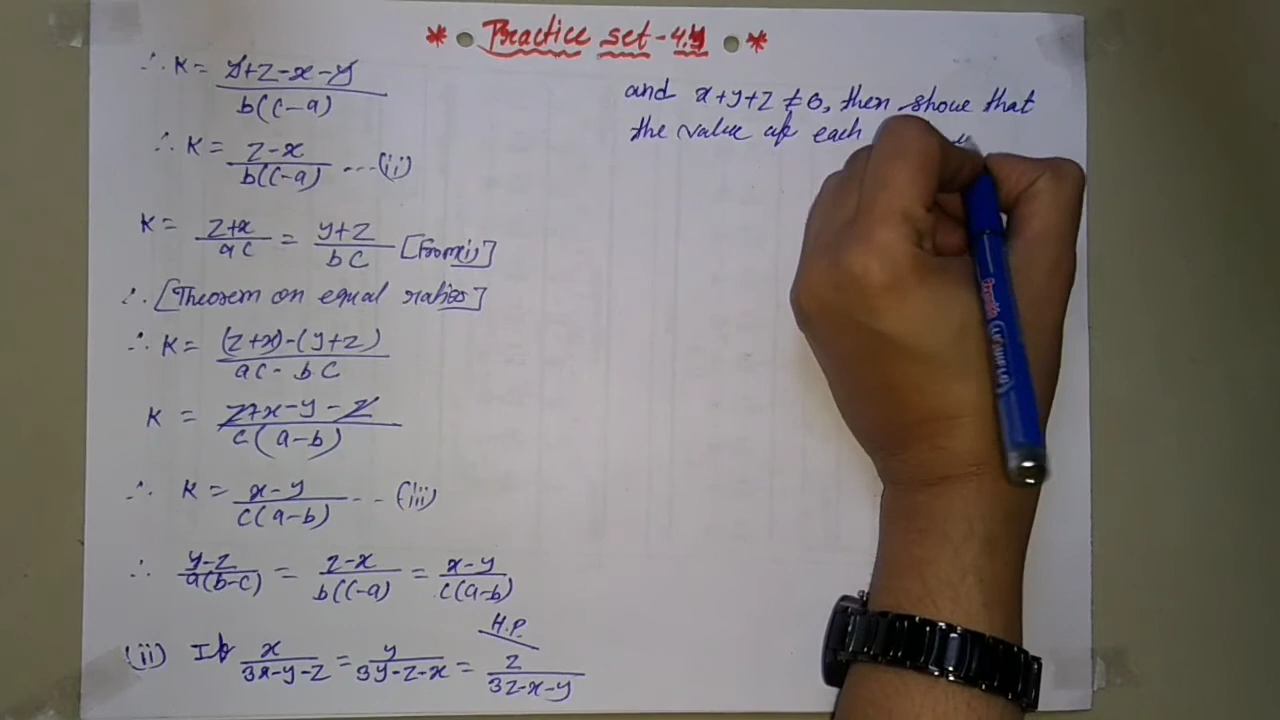 * Practice set-4.4 *
∴ K = y+z-x-y / b(c-a)
∴ K = z-x / b(c-a) ---(ii)
K = z+x / ac = y+z / bc [From(i)]
∴ [Theorem on equal ratios]
∴ K = (z+x)-(y+z) / ac-bc
K = z+x-y-z / c(a-b)
∴ K = x-y / c(a-b) --- (iii)
∴ y-z / a(b-c) = z-x / b(c-a) = x-y / c(a-b)
H.P.
(ii) If x / 3x-y-z = y / 3y-z-x = z / 3z-x-y
and x+y+z ≠ 0, then show that
the value of each